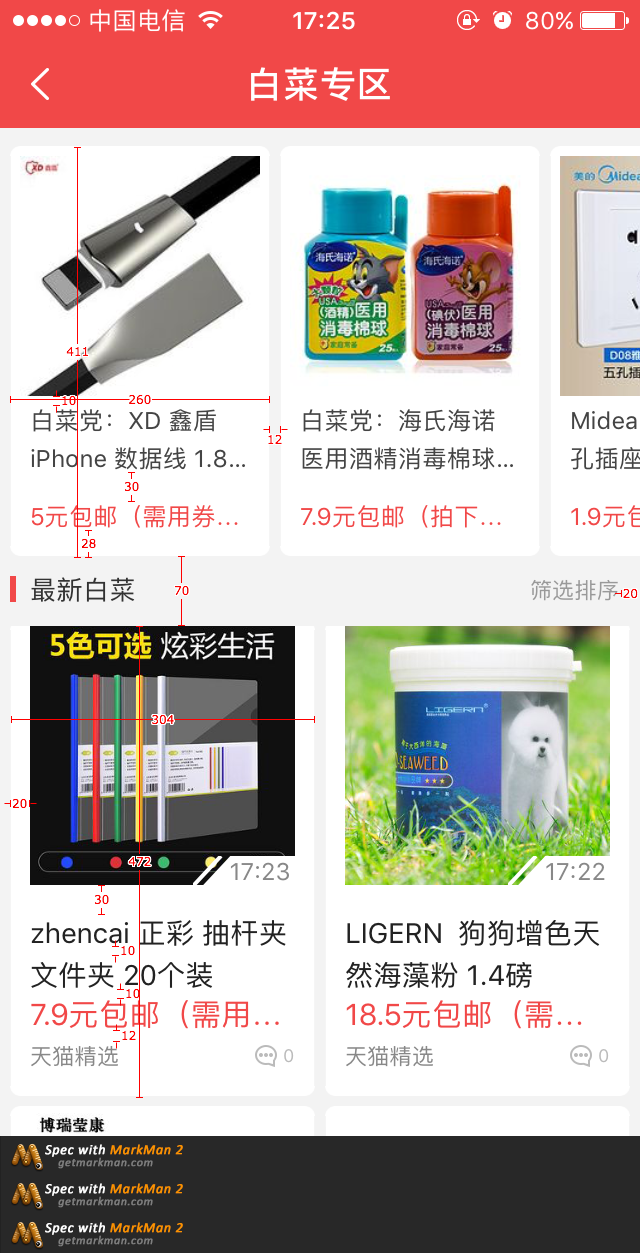 中国电信 17:25 80%
白菜专区
XD
411
10
260
白菜党：XD 鑫盾
iPhone 数据线 1.8...
30
5元包邮（需用券...
28
12
海氏海诺
大颗粒
USA
(酒精)医用
消毒棉球
家庭常备
25
海氏海诺
USA
(碘伏)医用
消毒棉球
家庭常备
25
白菜党：海氏海诺
医用酒精消毒棉球...
7.9元包邮（拍下...
美的 Midea
D08雅
五孔插
Midea
孔插座
1.9元包
70
最新白菜
筛选排序
20
5色可选 炫彩生活
304
20
472
17:23
30
zhencai 正彩 抽杆夹
10
文件夹 20个装
10
7.9元包邮（需用...
12
天猫精选 0
LIGERN
SEAWEED
17:22
LIGERN 狗狗增色天
然海藻粉 1.4磅
18.5元包邮（需...
天猫精选 0
博瑞莹康
Spec with MarkMan 2
getmarkman.com
Spec with MarkMan 2
getmarkman.com
Spec with MarkMan 2
getmarkman.com